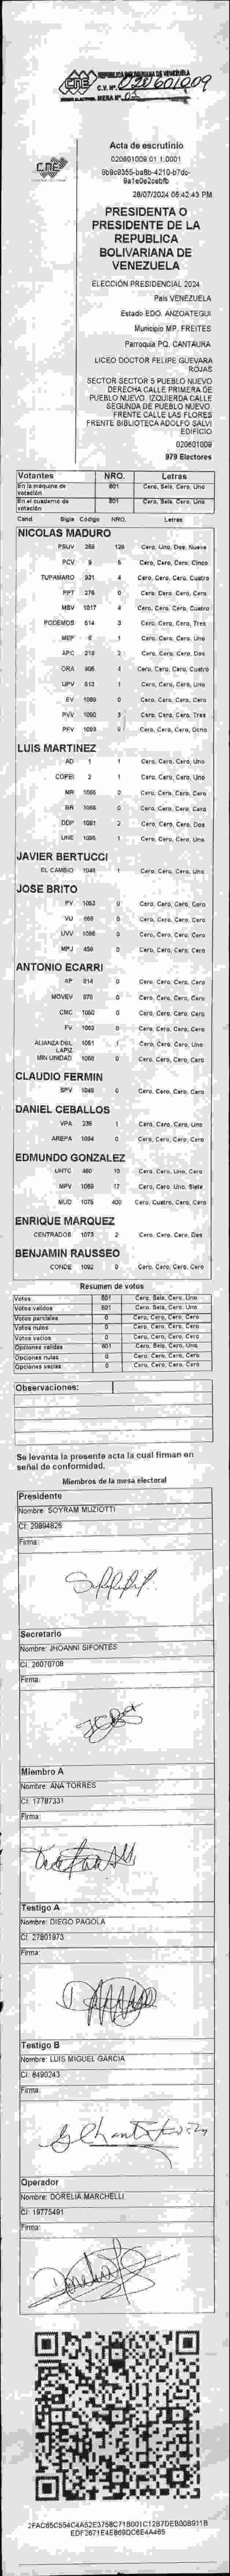 REPUBLICA BOLIVARIANA DE VENEZUELA
C.V. Nº. 020601009
MESA Nº. 01
CNE
Acta de escrutinio
020601009.01.1.0001
28/07/2024 06:42:43 PM
PRESIDENTA O
PRESIDENTE DE LA
REPUBLICA
BOLIVARIANA DE
VENEZUELA
ELECCIÓN PRESIDENCIAL 2024
País VENEZUELA
Estado EDO. ANZOATEGUI
Municipio MP. FREITES
Parroquia PQ. CANTAURA
LICEO DOCTOR FELIPE GUEVARA
ROJAS
SECTOR SECTOR 5 PUEBLO NUEVO
DERECHA CALLE PRIMERA DE
PUEBLO NUEVO. IZQUIERDA CALLE
SEGUNDA DE PUEBLO NUEVO.
FRENTE CALLE LAS FLORES
FRENTE BIBLIOTECA ADOLFO SALVI
EDIFICIO
020601009
979 Electores
Votantes NRO. Letras
En la máquina de votación 601 Cero, Seis, Cero, Uno
En el cuaderno de votación 601 Cero, Seis, Cero, Uno
Cand Sigla Código NRO. Letras
NICOLAS MADURO
PSUV 129 Cero, Uno, Dos, Nueve
PCV 9 5 Cero, Cero, Cero, Cinco
TUPAMARO 931 4 Cero, Cero, Cero, Cuatro
PPT 275 0 Cero, Cero, Cero, Cero
MSV 1017 4 Cero, Cero, Cero, Cuatro
PODEMOS 514 3 Cero, Cero, Cero, Tres
MEP 6 1 Cero, Cero, Cero, Uno
APC 219 2 Cero, Cero, Cero, Dos
ORA 906 4 Cero, Cero, Cero, Cuatro
UPV 513 1 Cero, Cero, Cero, Uno
EV 1089 0 Cero, Cero, Cero, Cero
PVV 1090 3 Cero, Cero, Cero, Tres
PFV 1093 8 Cero, Cero, Cero, Ocho
LUIS MARTINEZ
AD 1 1 Cero, Cero, Cero, Uno
COPEI 2 1 Cero, Cero, Cero, Uno
MR 1066 0 Cero, Cero, Cero, Cero
BR 0 Cero, Cero, Cero, Cero
DDP 1091 2 Cero, Cero, Cero, Dos
UNE 1095 1 Cero, Cero, Cero, Uno
JAVIER BERTUCCI
EL CAMBIO 1048 1 Cero, Cero, Cero, Uno
JOSE BRITO
PV 1053 0 Cero, Cero, Cero, Cero
VU 668 0 Cero, Cero, Cero, Cero
UVV 1096 0 Cero, Cero, Cero, Cero
MPJ 458 0 Cero, Cero, Cero, Cero
ANTONIO ECARRI
AP 814 0 Cero, Cero, Cero, Cero
MOVEV 978 0 Cero, Cero, Cero, Cero
CMC 1050 0 Cero, Cero, Cero, Cero
FV 1052 0 Cero, Cero, Cero, Cero
ALIANZA DEL LAPIZ 1051 1 Cero, Cero, Cero, Uno
MIN UNIDAD 1058 0 Cero, Cero, Cero, Cero
CLAUDIO FERMIN
SPV 1049 0 Cero, Cero, Cero, Cero
DANIEL CEBALLOS
VPA 235 1 Cero, Cero, Cero, Uno
AREPA 1094 0 Cero, Cero, Cero, Cero
EDMUNDO GONZALEZ
UNTC 480 10 Cero, Cero, Uno, Cero
MPV 1069 17 Cero, Cero, Uno, Siete
MUD 1075 400 Cero, Cuatro, Cero, Cero
ENRIQUE MARQUEZ
CENTRADOS 1073 2 Cero, Cero, Cero, Dos
BENJAMIN RAUSSEO
CONDE 1092 0 Cero, Cero, Cero, Cero
Resumen de votos
Votos 601 Cero, Seis, Cero, Uno
Votos validos 601 Cero, Seis, Cero, Uno
Votos parciales 0 Cero, Cero, Cero, Cero
Votos nulos 0 Cero, Cero, Cero, Cero
Votos vacios 0 Cero, Cero, Cero, Cero
Opciones validas 601 Cero, Seis, Cero, Uno
Opciones nulas 0 Cero, Cero, Cero, Cero
Opciones vacias 0 Cero, Cero, Cero, Cero
Observaciones:
Se levanta la presente acta la cual firman en
señal de conformidad.
Miembros de la mesa electoral
Presidente
Nombre: SOYRAM MUZIOTTI
CI: 29894826
Firma:
Secretario
Nombre: JHOANNI SIFONTES
CI: 26070708
Firma:
Miembro A
Nombre: ANA TORRES
CI: 17787331
Firma:
Testigo A
Nombre: DIEGO PAGOLA
CI: 27801973
Firma:
Testigo B
Nombre: LUIS MIGUEL GARCIA
CI: 8490243
Firma:
Operador
Nombre: DORELIA MARCHELLI
CI: 19775491
Firma: